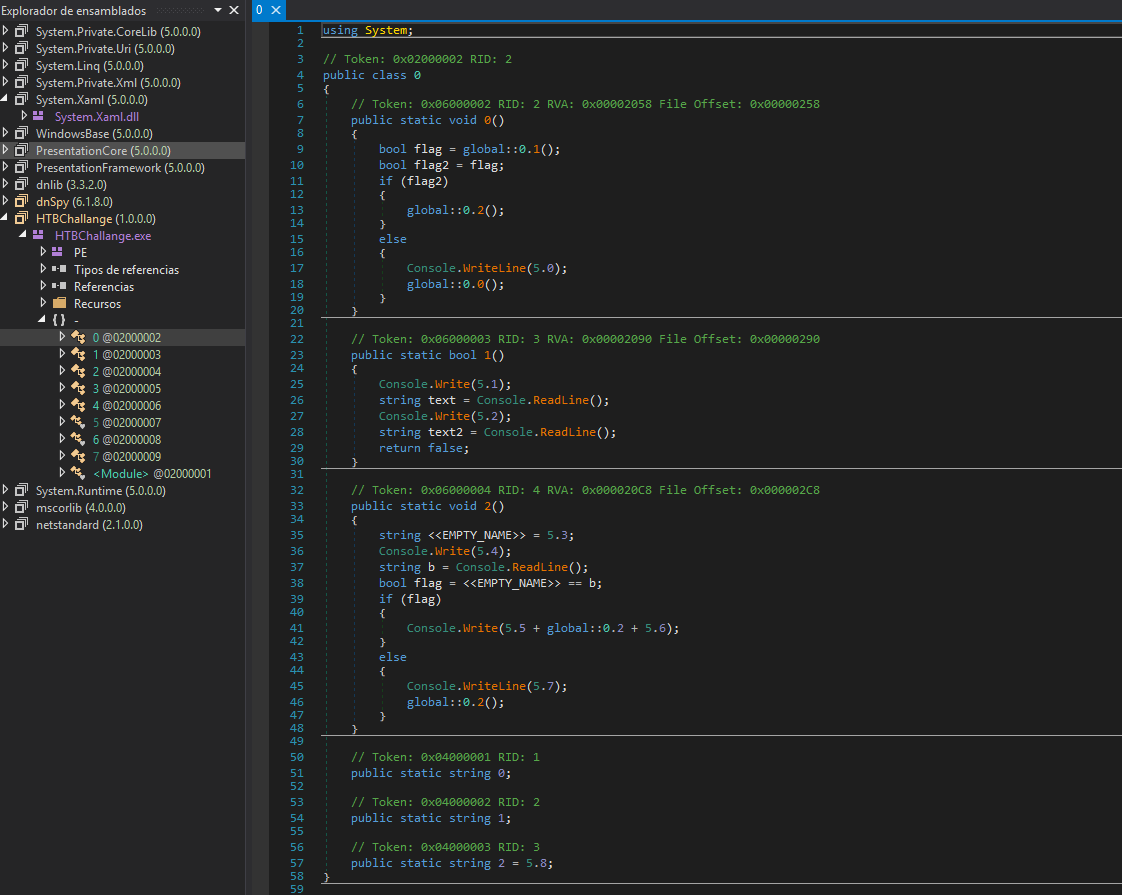 Explorador de ensamblados
System.Private.CoreLib (5.0.0.0)
System.Private.Uri (5.0.0.0)
System.Linq (5.0.0.0)
System.Private.Xml (5.0.0.0)
System.Xaml (5.0.0.0)
System.Xaml.dll
WindowsBase (5.0.0.0)
PresentationCore (5.0.0.0)
PresentationFramework (5.0.0.0)
dnlib (3.3.2.0)
dnSpy (6.1.8.0)
HTBChallange (1.0.0.0)
HTBChallange.exe
PE
Tipos de referencias
Referencias
Recursos
{ } -
0 @02000002
1 @02000003
2 @02000004
3 @02000005
4 @02000006
5 @02000007
6 @02000008
7 @02000009
<Module> @02000001
System.Runtime (5.0.0.0)
mscorlib (4.0.0.0)
netstandard (2.1.0.0)
0
1 using System;
2
3 // Token: 0x02000002 RID: 2
4 public class 0
5 {
6 // Token: 0x06000002 RID: 2 RVA: 0x00002058 File Offset: 0x00000258
7 public static void 0()
8 {
9 bool flag = global::0.1();
10 bool flag2 = flag;
11 if (flag2)
12 {
13 global::0.2();
14 }
15 else
16 {
17 Console.WriteLine(5.0);
18 global::0.0();
19 }
20 }
21
22 // Token: 0x06000003 RID: 3 RVA: 0x00002090 File Offset: 0x00000290
23 public static bool 1()
24 {
25 Console.Write(5.1);
26 string text = Console.ReadLine();
27 Console.Write(5.2);
28 string text2 = Console.ReadLine();
29 return false;
30 }
31
32 // Token: 0x06000004 RID: 4 RVA: 0x000020C8 File Offset: 0x000002C8
33 public static void 2()
34 {
35 string <<EMPTY_NAME>> = 5.3;
36 Console.Write(5.4);
37 string b = Console.ReadLine();
38 bool flag = <<EMPTY_NAME>> == b;
39 if (flag)
40 {
41 Console.Write(5.5 + global::0.2 + 5.6);
42 }
43 else
44 {
45 Console.WriteLine(5.7);
46 global::0.2();
47 }
48 }
49
50 // Token: 0x04000001 RID: 1
51 public static string 0;
52
53 // Token: 0x04000002 RID: 2
54 public static string 1;
55
56 // Token: 0x04000003 RID: 3
57 public static string 2 = 5.8;
58 }
59